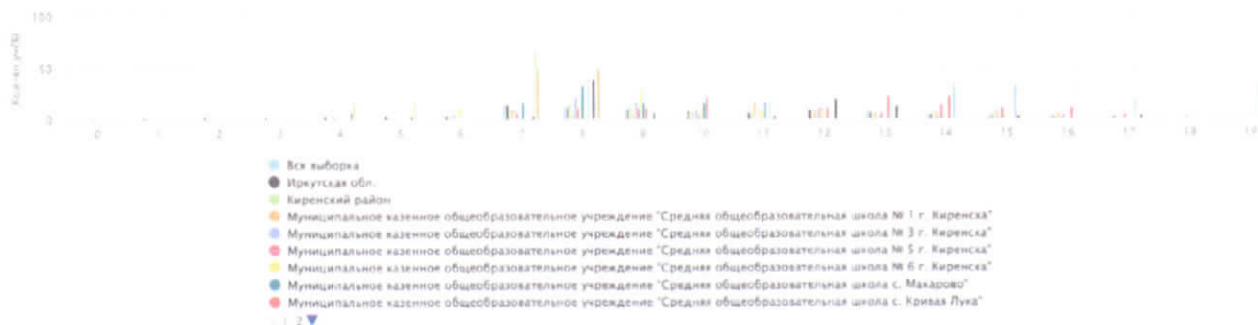 100
Кол-во уч(%)
50
0
0 1 2 3 4 5 6 7 8 9 10 11 12 13 14 15 16 17 18 19
Вся выборка
Иркутская обл.
Киренский район
Муниципальное казенное общеобразовательное учреждение "Средняя общеобразовательная школа № 1 г. Киренска"
Муниципальное казенное общеобразовательное учреждение "Средняя общеобразовательная школа № 3 г. Киренска"
Муниципальное казенное общеобразовательное учреждение "Средняя общеобразовательная школа № 5 г. Киренска"
Муниципальное казенное общеобразовательное учреждение "Средняя общеобразовательная школа № 6 г. Киренска"
Муниципальное казенное общеобразовательное учреждение "Средняя общеобразовательная школа с. Макарово"
Муниципальное казенное общеобразовательное учреждение "Средняя общеобразовательная школа с. Кривая Лука"
2